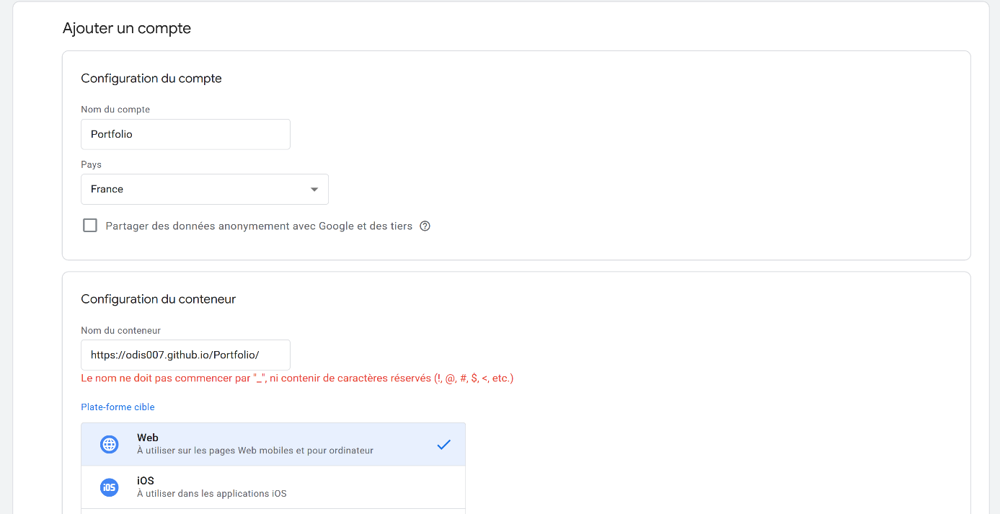 Ajouter un compte
Configuration du compte
Nom du compte
Portfolio
Pays
France
Partager des données anonymement avec Google et des tiers
Configuration du conteneur
Nom du conteneur
https://odis007.github.io/Portfolio/
Le nom ne doit pas commencer par "_", ni contenir de caractères réservés (!, @, #, $, <, etc.)
Plate-forme cible
Web
À utiliser sur les pages Web mobiles et pour ordinateur
iOS
iOS
À utiliser dans les applications iOS